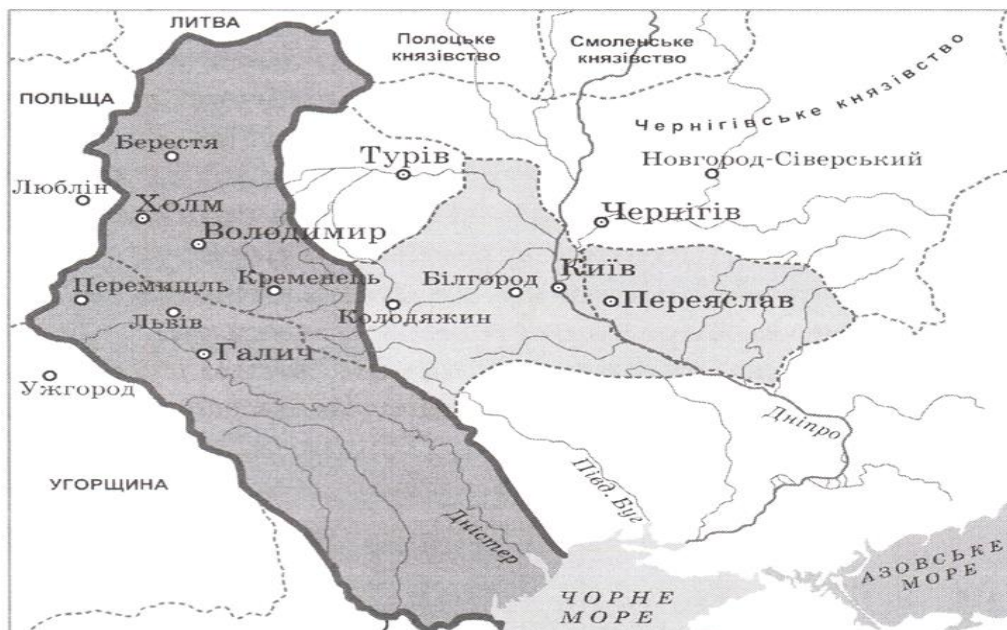 ЛИТВА
Полоцьке
князівство
Смоленське
князівство
ПОЛЬЩА
Чернігівське князівство
Берестя
Турів
Новгород-Сіверський
Люблін
Холм
Чернігів
Володимир
Перемишль
Кременець
Білгород
Київ
Переяслав
Львів
Колодяжин
Галич
Ужгород
Дніпро
УГОРЩИНА
Півд. Буг
Дністер
АЗОВСЬКЕ
МОРЕ
ЧОРНЕ
МОРЕ